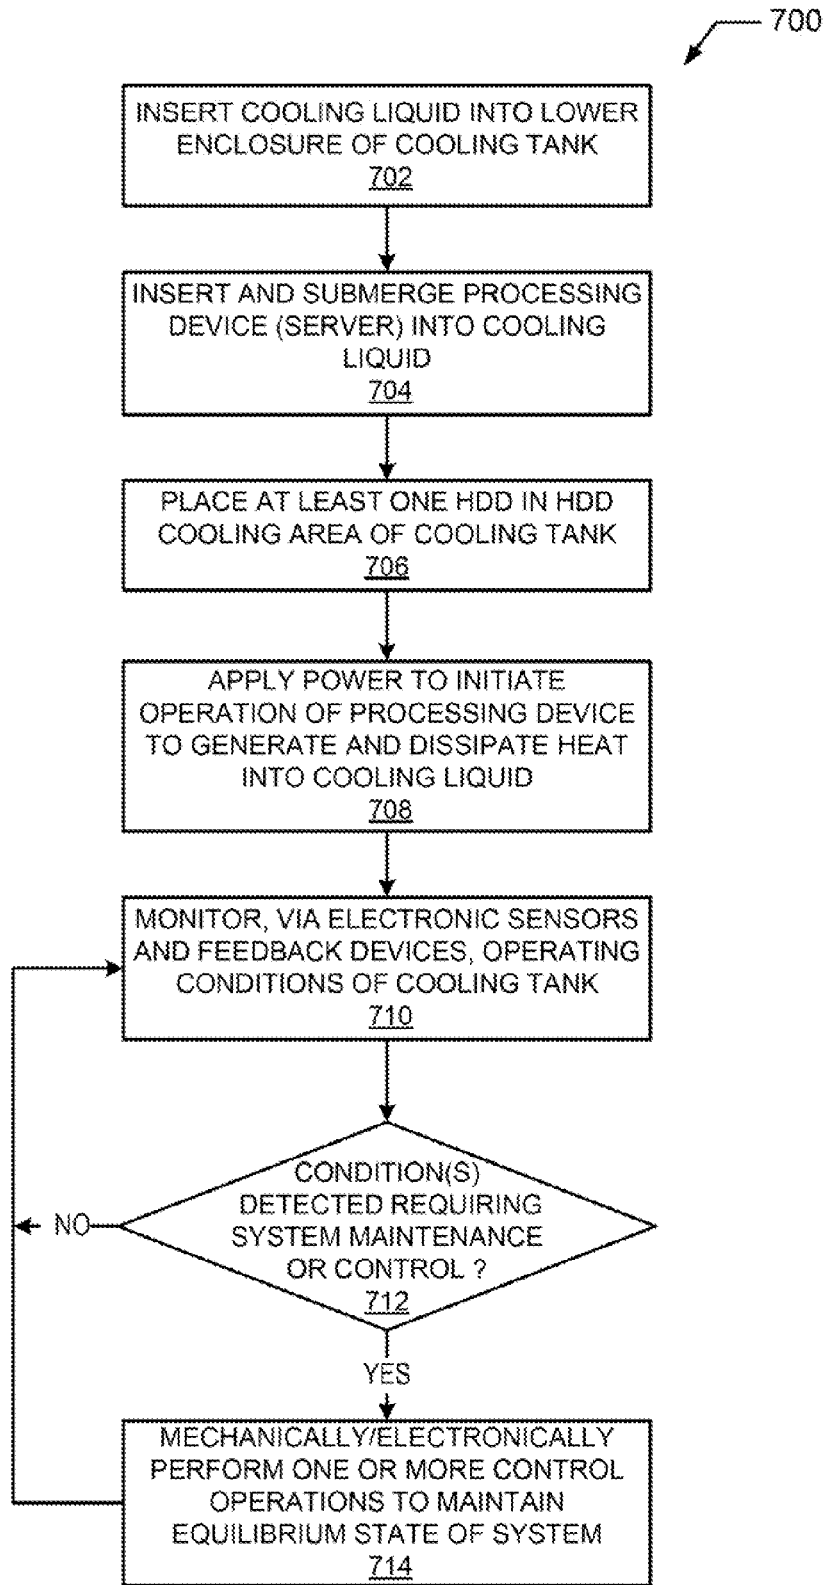 700
INSERT COOLING LIQUID INTO LOWER
ENCLOSURE OF COOLING TANK
702
INSERT AND SUBMERGE PROCESSING
DEVICE (SERVER) INTO COOLING
LIQUID
704
PLACE AT LEAST ONE HDD IN HDD
COOLING AREA OF COOLING TANK
706
APPLY POWER TO INITIATE
OPERATION OF PROCESSING DEVICE
TO GENERATE AND DISSIPATE HEAT
INTO COOLING LIQUID
708
MONITOR, VIA ELECTRONIC SENSORS
AND FEEDBACK DEVICES, OPERATING
CONDITIONS OF COOLING TANK
710
CONDITION(S)
DETECTED REQUIRING
SYSTEM MAINTENANCE
OR CONTROL ?
712
NO
YES
MECHANICALLY/ELECTRONICALLY
PERFORM ONE OR MORE CONTROL
OPERATIONS TO MAINTAIN
EQUILIBRIUM STATE OF SYSTEM
714